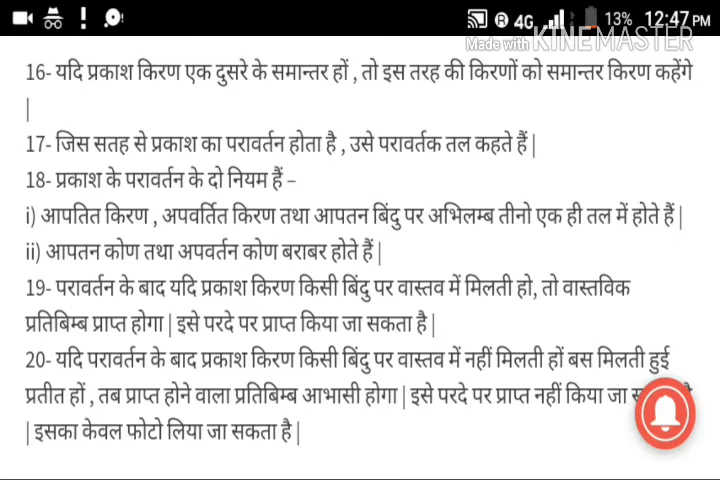 R 4G 13% 12:47PM
Made with KINEMASTER
16- यदि प्रकाश किरण एक दुसरे के समान्तर हों , तो इस तरह की किरणों को समान्तर किरण कहेंगे
|
17- जिस सतह से प्रकाश का परावर्तन होता है , उसे परावर्तक तल कहते हैं|
18- प्रकाश के परावर्तन के दो नियम हैं –
i) आपतित किरण , अपवर्तित किरण तथा आपतन बिंदु पर अभिलम्ब तीनो एक ही तल में होते हैं |
ii) आपतन कोण तथा अपवर्तन कोण बराबर होते हैं |
19- परावर्तन के बाद यदि प्रकाश किरण किसी बिंदु पर वास्तव में मिलती हो, तो वास्तविक
प्रतिबिम्ब प्राप्त होगा | इसे परदे पर प्राप्त किया जा सकता है |
20- यदि परावर्तन के बाद प्रकाश किरण किसी बिंदु पर वास्तव में नहीं मिलती हों बस मिलती हुई
प्रतीत हों , तब प्राप्त होने वाला प्रतिबिम्ब आभासी होगा | इसे परदे पर प्राप्त नहीं किया जा
| इसका केवल फोटो लिया जा सकता है |